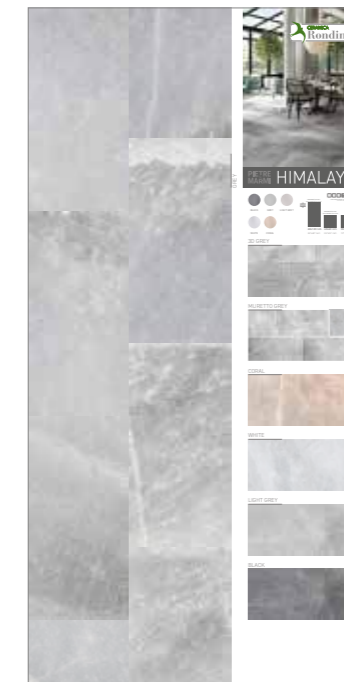 CERAMICA
Rondin
PIETRE
MARMI
HIMALAY
GREY
3D GREY
MURETTO GREY
CORAL
WHITE
LIGHT GREY
BLACK